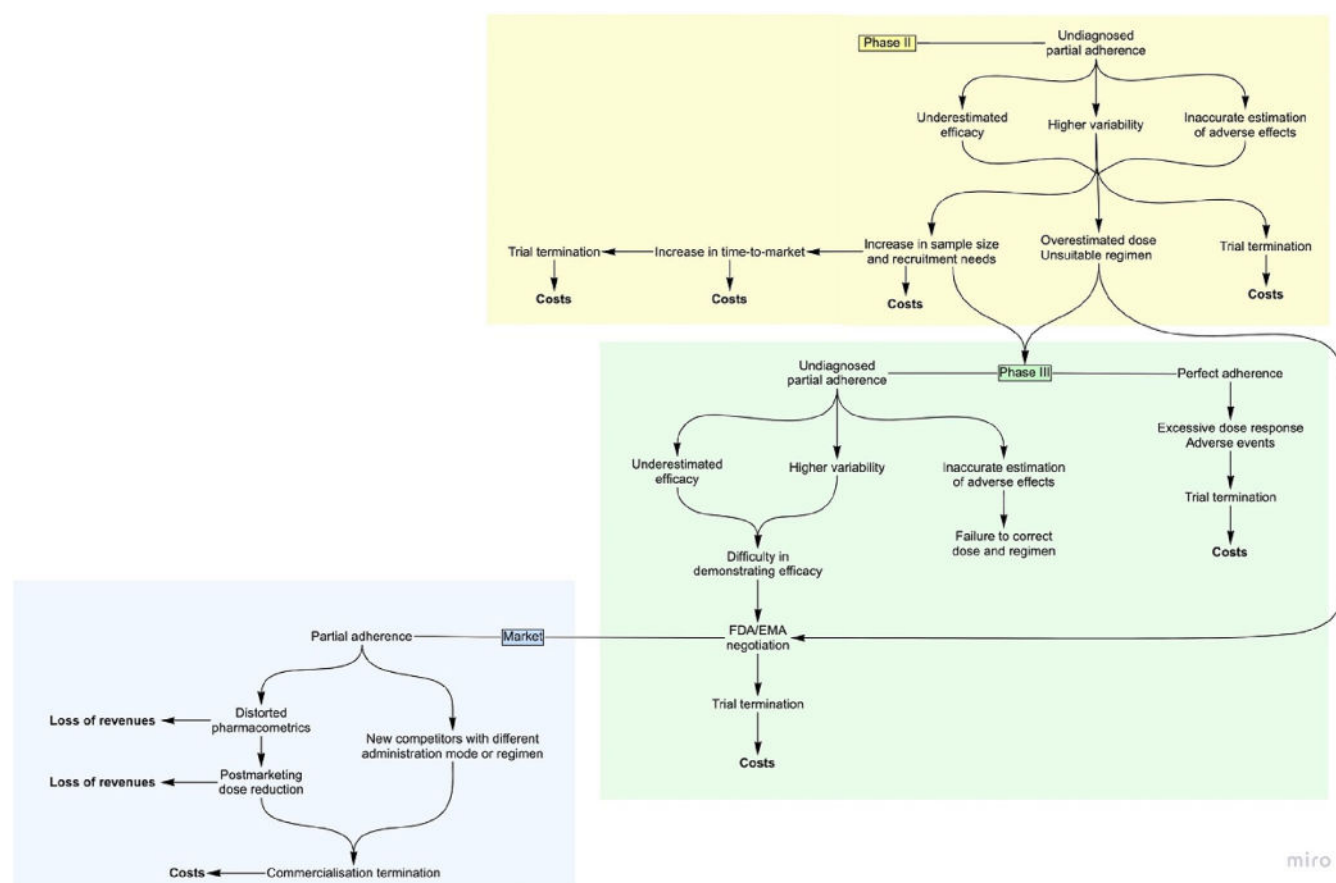 Phase II
Undiagnosed
partial adherence
Underestimated
efficacy
Higher variability
Inaccurate estimation
of adverse effects
Trial termination
Increase in time-to-market
Increase in sample size
and recruitment needs
Overestimated dose
Unsuitable regimen
Trial termination
Costs
Costs
Costs
Costs
Undiagnosed
partial adherence
Phase III
Perfect adherence
Excessive dose response
Adverse events
Underestimated
efficacy
Higher variability
Inaccurate estimation
of adverse effects
Trial termination
Failure to correct
dose and regimen
Costs
Difficulty in
demonstrating efficacy
Partial adherence
Market
FDA/EMA
negotiation
Trial termination
Costs
Loss of revenues
Distorted
pharmacometrics
New competitors with different
administration mode or regimen
Loss of revenues
Postmarketing
dose reduction
Costs
Commercialisation termination
miro